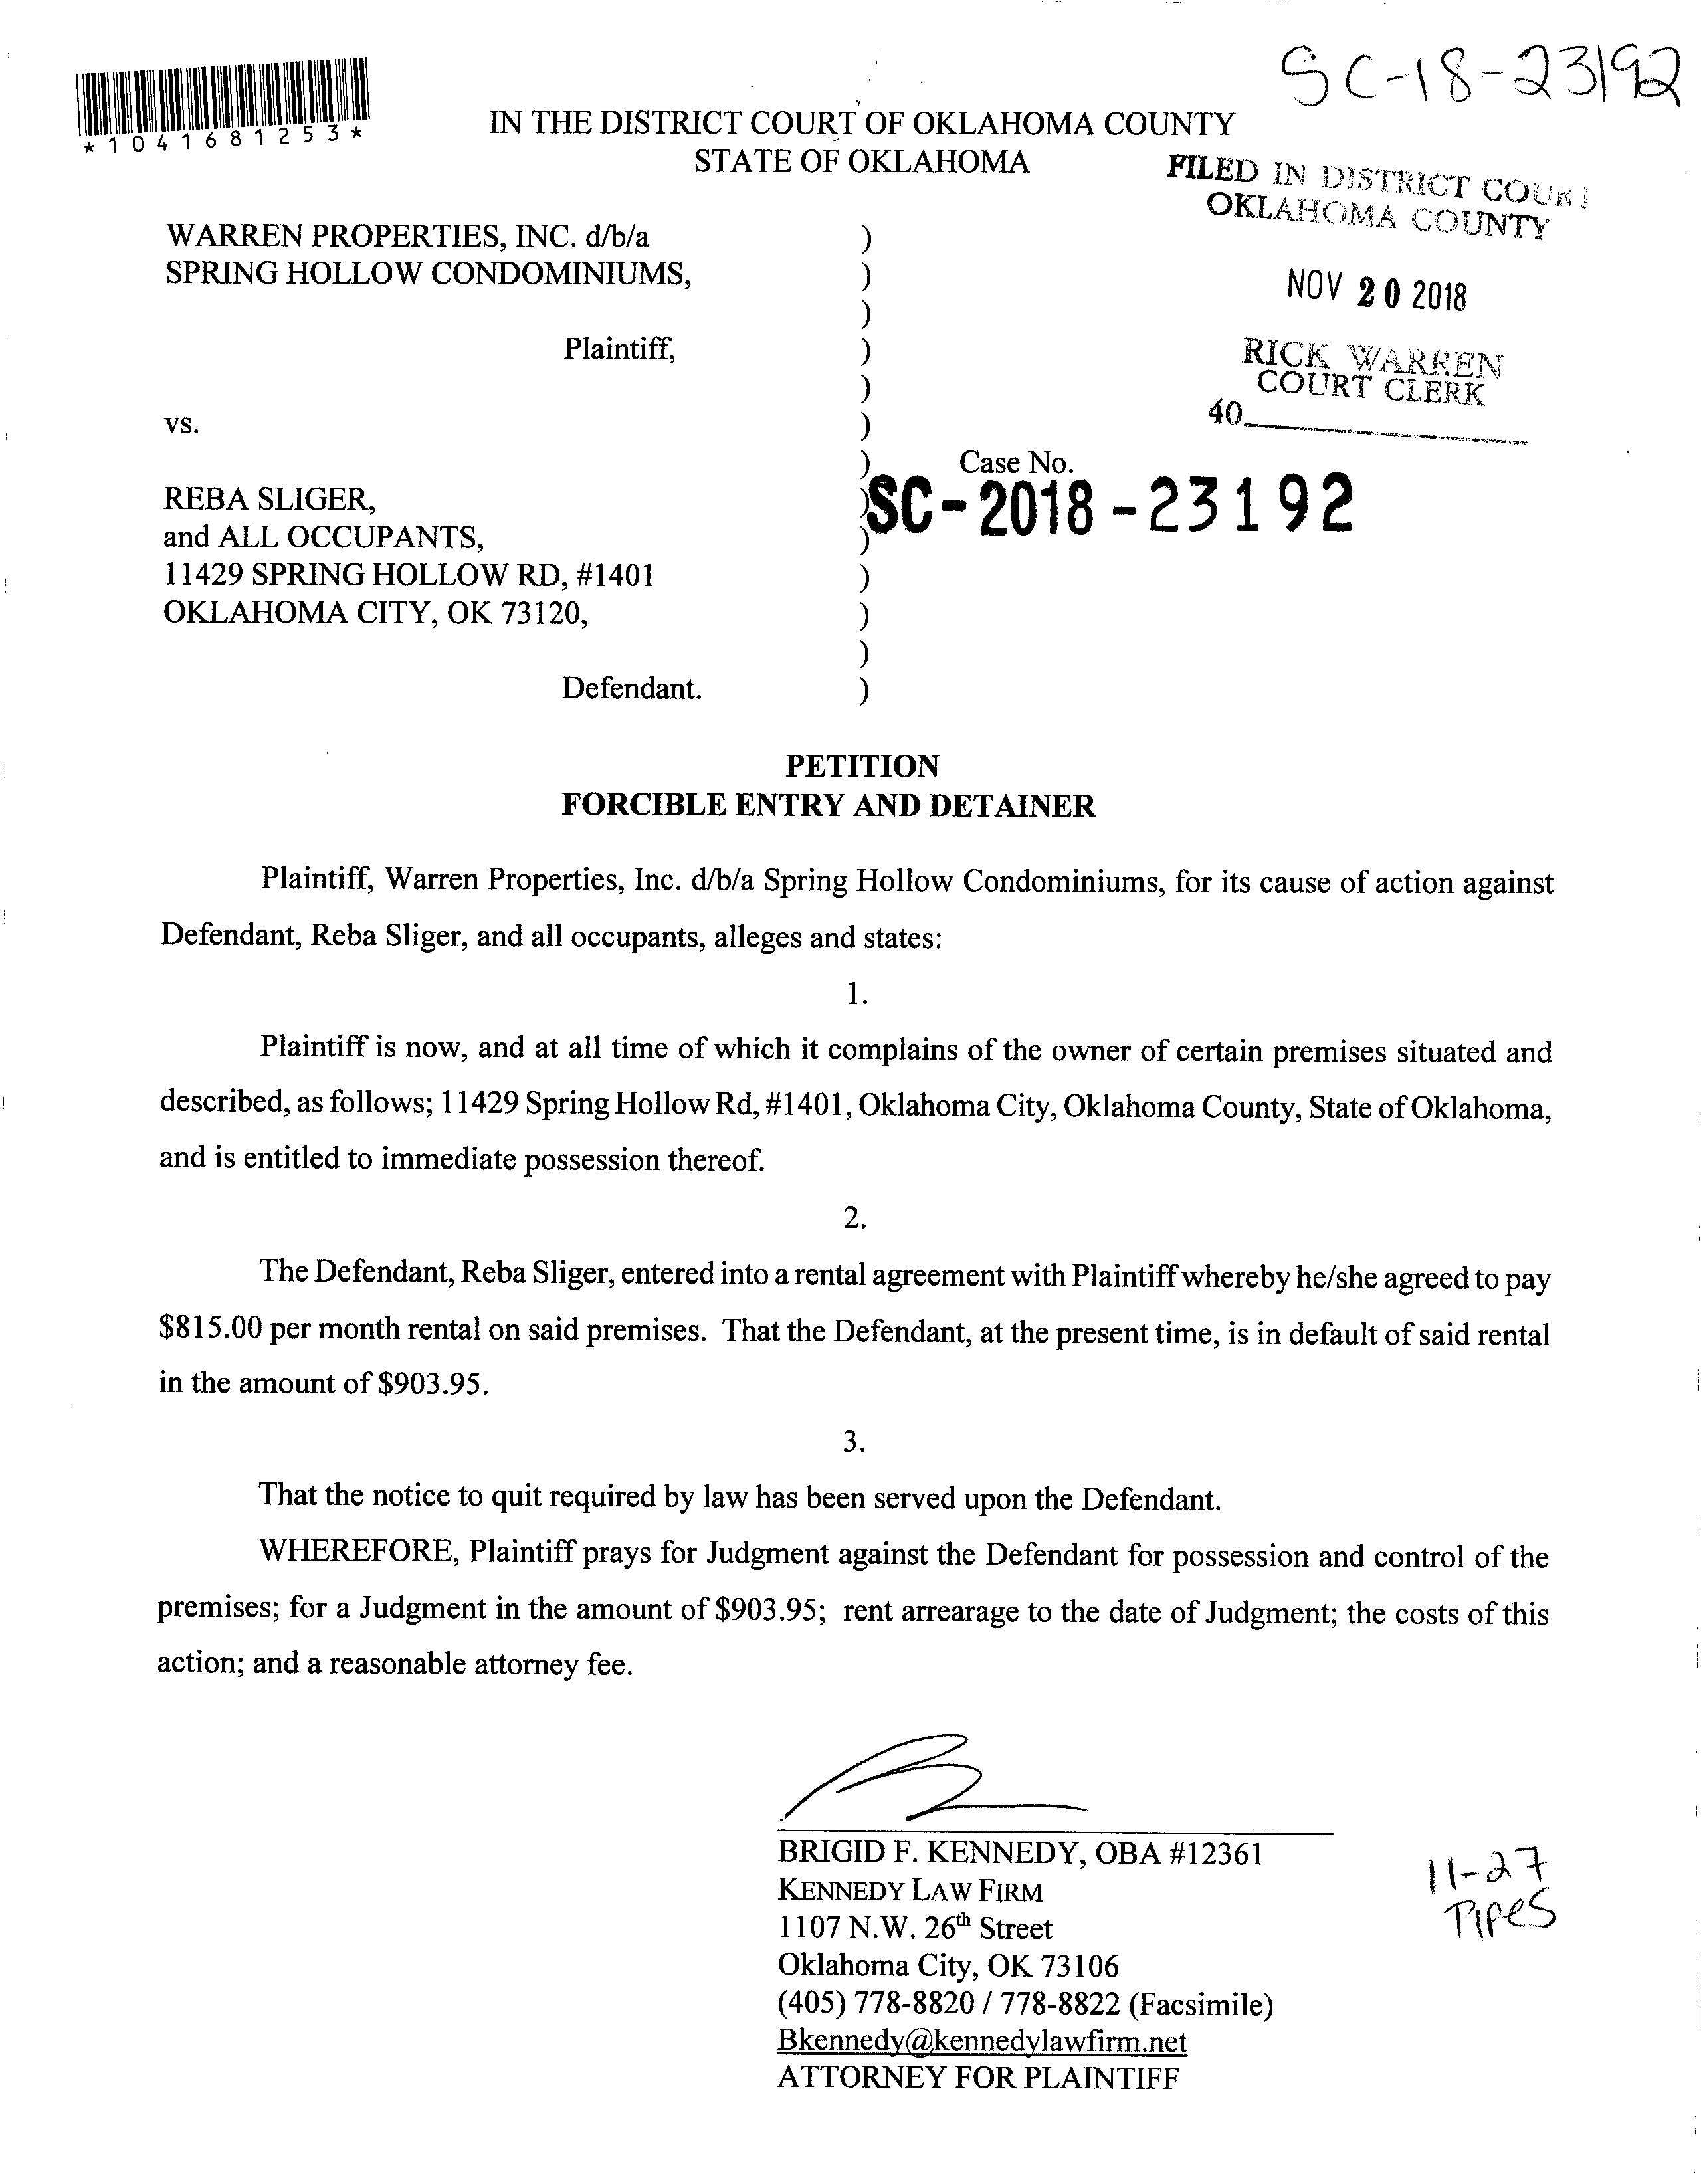 SC-18-23192
*1041681253*
IN THE DISTRICT COURT OF OKLAHOMA COUNTY
STATE OF OKLAHOMA
FILED IN DISTRICT COURT
OKLAHOMA COUNTY
NOV 20 2018
RICK WARREN
COURT CLERK
40
WARREN PROPERTIES, INC. d/b/a )
SPRING HOLLOW CONDOMINIUMS, )
)
Plaintiff, )
)
vs. )
) Case No.
REBA SLIGER, ) SC-2018-23192
and ALL OCCUPANTS, )
11429 SPRING HOLLOW RD, #1401 )
OKLAHOMA CITY, OK 73120, )
)
Defendant. )
PETITION
FORCIBLE ENTRY AND DETAINER
Plaintiff, Warren Properties, Inc. d/b/a Spring Hollow Condominiums, for its cause of action against
Defendant, Reba Sliger, and all occupants, alleges and states:
1.
Plaintiff is now, and at all time of which it complains of the owner of certain premises situated and
described, as follows; 11429 Spring Hollow Rd, #1401, Oklahoma City, Oklahoma County, State of Oklahoma,
and is entitled to immediate possession thereof.
2.
The Defendant, Reba Sliger, entered into a rental agreement with Plaintiff whereby he/she agreed to pay
$815.00 per month rental on said premises. That the Defendant, at the present time, is in default of said rental
in the amount of $903.95.
3.
That the notice to quit required by law has been served upon the Defendant.
WHEREFORE, Plaintiff prays for Judgment against the Defendant for possession and control of the
premises; for a Judgment in the amount of $903.95; rent arrearage to the date of Judgment; the costs of this
action; and a reasonable attorney fee.
BRIGID F. KENNEDY, OBA #12361
KENNEDY LAW FIRM
1107 N.W. 26th Street
Oklahoma City, OK 73106
(405) 778-8820 / 778-8822 (Facsimile)
Bkennedy@kennedylawfirm.net
ATTORNEY FOR PLAINTIFF
11-27
Pipes